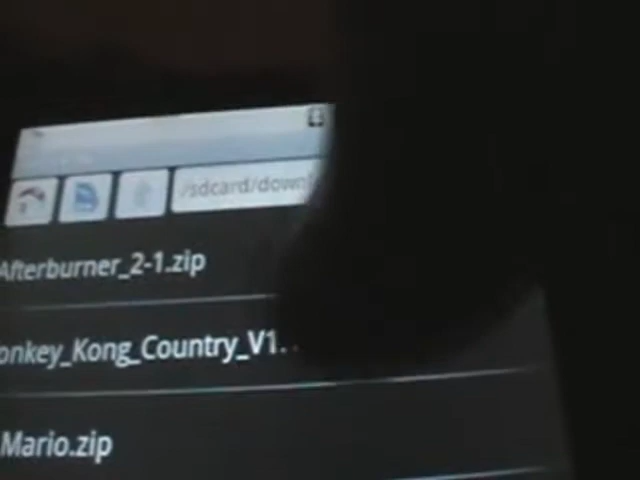 /sdcard/down
Afterburner_2-1.zip
onkey_Kong_Country_V1.
Mario.zip